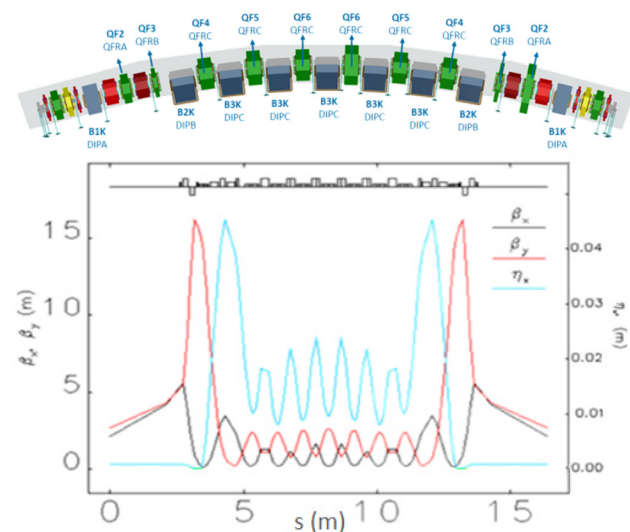 QF6 QF6
QFRC QFRC
QF5 QF5
QFRC QFRC
QF4 QF4
QFRC QFRC
QF3 QF3
QFRB QFRB
QF2 QF2
QFRA QFRA
B3K B3K B3K
DIPC DIPC DIPC
B3K B3K
DIPC DIPC
B2K B2K
DIPB DIPB
B1K B1K
DIPA DIPA
βx
βy
ηx
βx, βy (m)
15
10
5
0
ηx (m)
0.04
0.02
0.01
0.00
0 5 10 15
s (m)